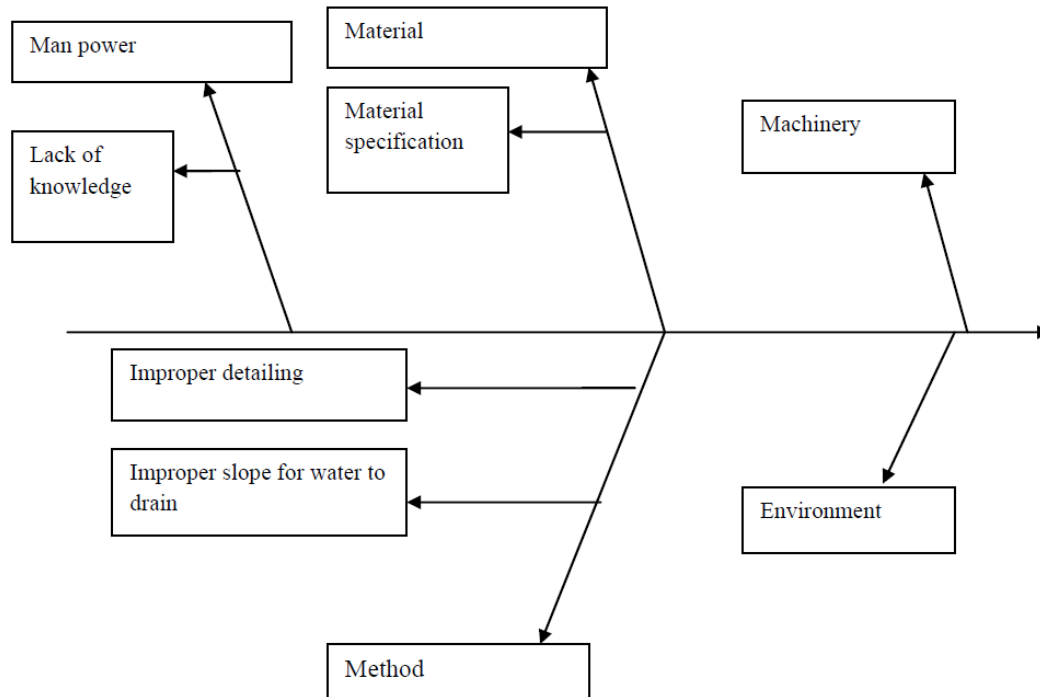 Man power
Material
Lack of
knowledge
Material
specification
Machinery
Improper detailing
Improper slope for water to
drain
Environment
Method